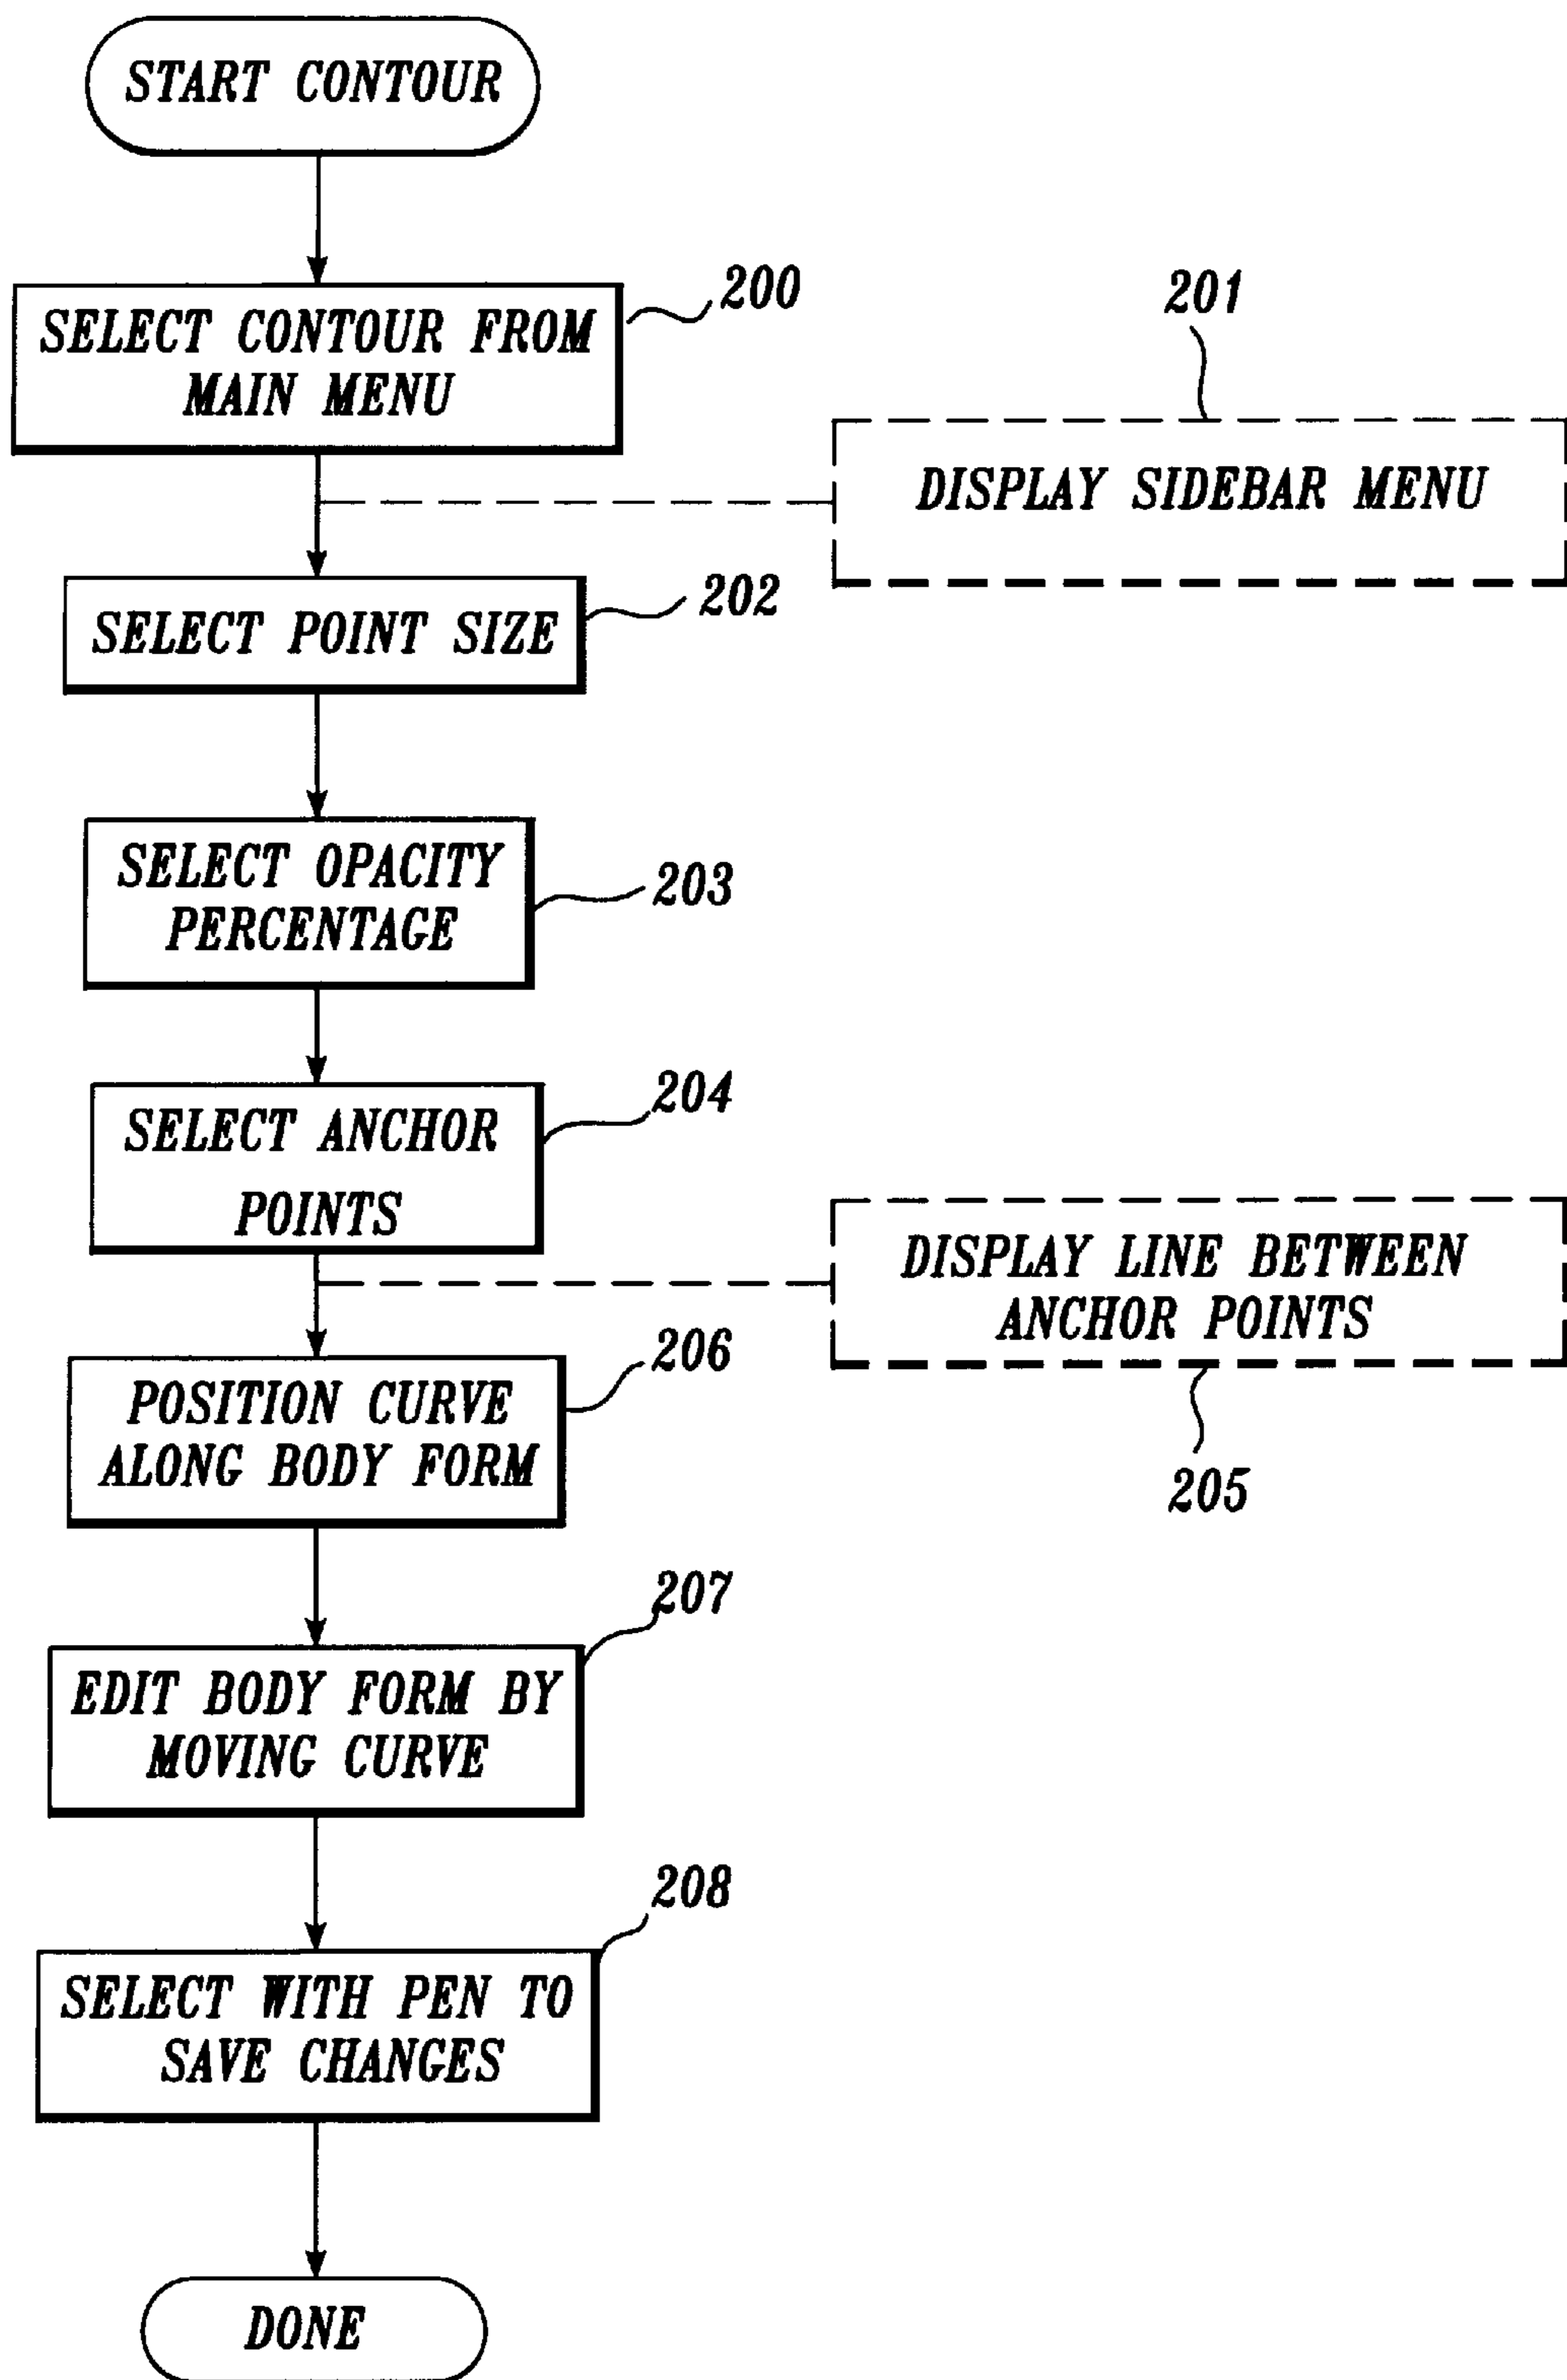 START CONTOUR
200
SELECT CONTOUR FROM
MAIN MENU
201
DISPLAY SIDEBAR MENU
202
SELECT POINT SIZE
203
SELECT OPACITY
PERCENTAGE
204
SELECT ANCHOR
POINTS
DISPLAY LINE BETWEEN
ANCHOR POINTS
205
206
POSITION CURVE
ALONG BODY FORM
207
EDIT BODY FORM BY
MOVING CURVE
208
SELECT WITH PEN TO
SAVE CHANGES
DONE